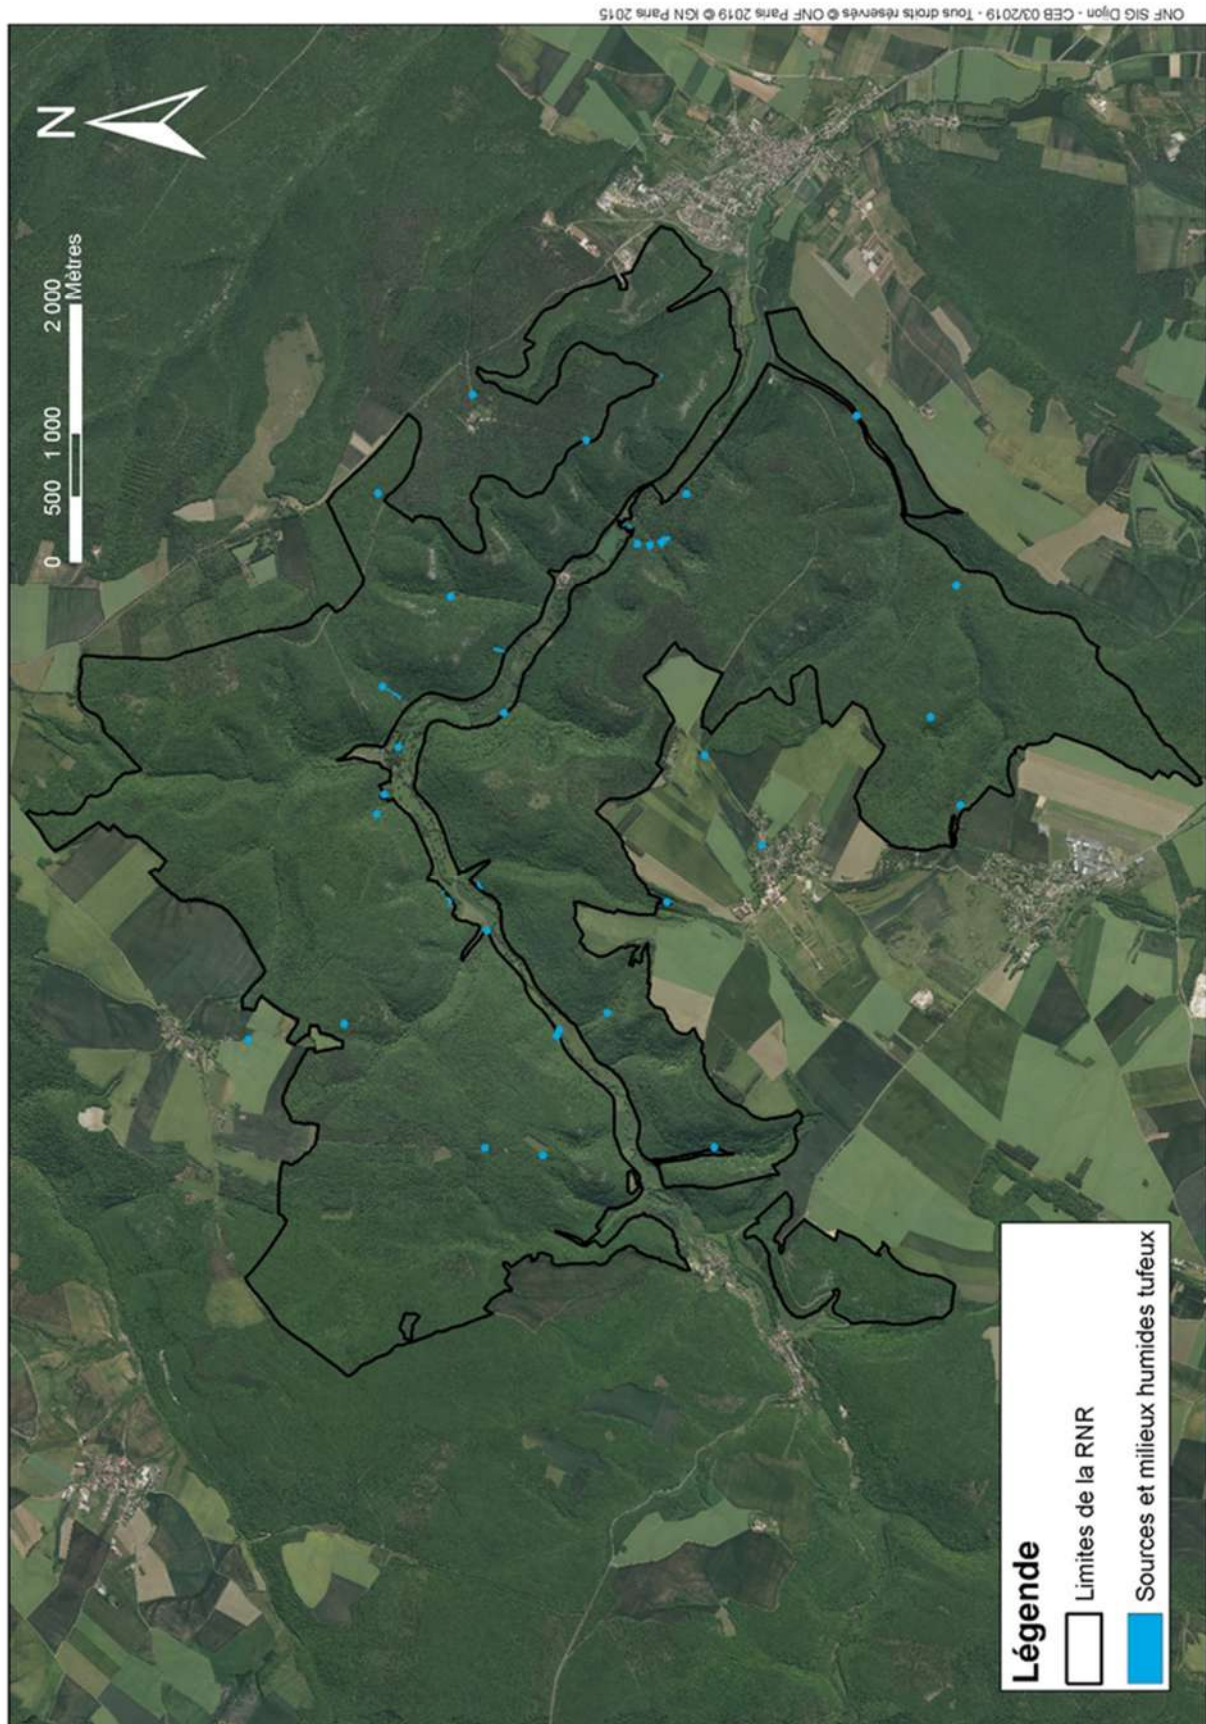 ONF SIG Dijon - CEB 03/2019 - Tous droits réservés © ONF Paris 2019 © IGN Paris 2015
N
0 500 1 000 2 000
Mètres
Légende
Limites de la RNR
Sources et milieux humides tufeux